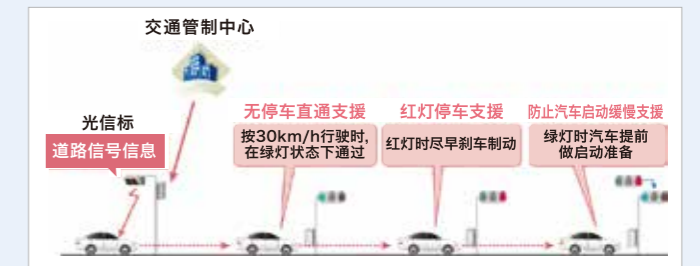 交通管制中心
光信标
道路信号信息
无停车直通支援
按30km/h行驶时,
在绿灯状态下通过
红灯停车支援
红灯时尽早刹车制动
防止汽车启动缓慢支援
绿灯时汽车提前
做启动准备